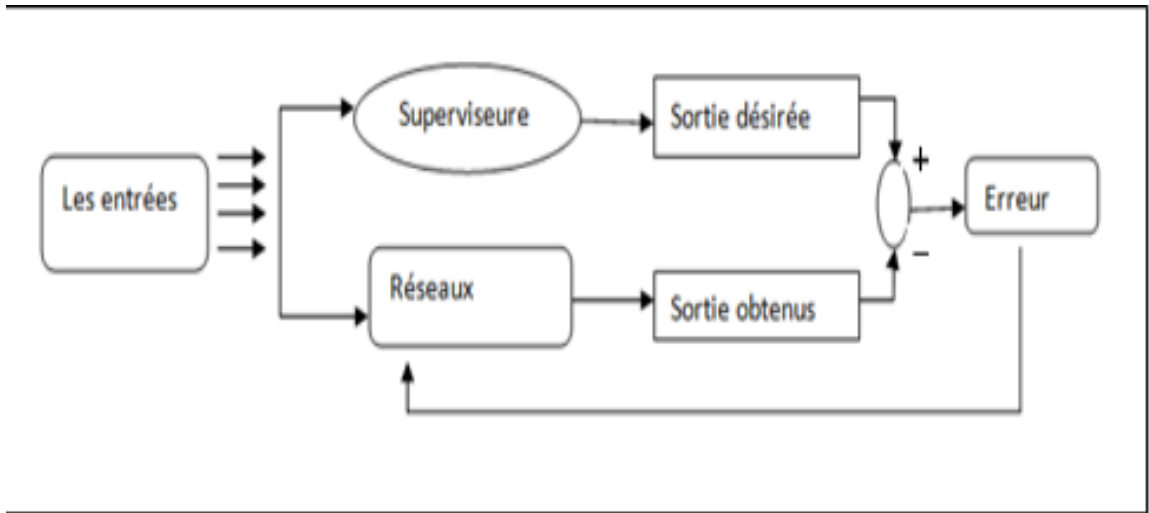 Superviseure
Sortie désirée
Les entrées
+
Erreur
Réseaux
−
Sortie obtenus